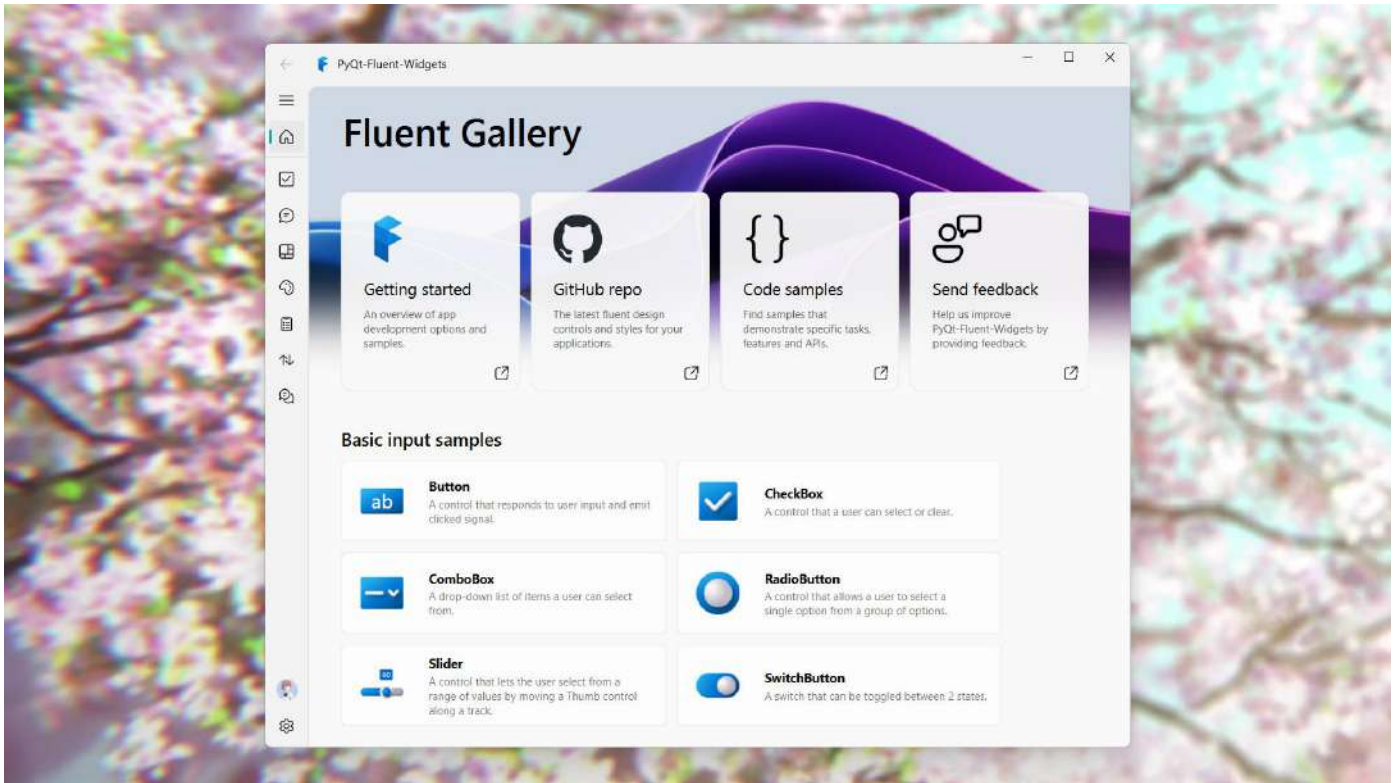 PyQt-Fluent-Widgets
Fluent Gallery
Getting started
An overview of app
development options and
samples.
GitHub repo
The latest fluent design
controls and styles for your
applications.
{ }
Code samples
Find samples that
demonstrate specific tasks,
features and APIs.
Send feedback
Help us improve
PyQt-Fluent-Widgets by
providing feedback.
Basic input samples
ab
Button
A control that responds to user input and emit
clicked signal.
CheckBox
A control that a user can select or clear.
ComboBox
A drop-down list of items a user can select
from.
RadioButton
A control that allows a user to select a
single option from a group of options.
Slider
A control that lets the user select from a
range of values by moving a Thumb control
along a track.
SwitchButton
A switch that can be toggled between 2 states.